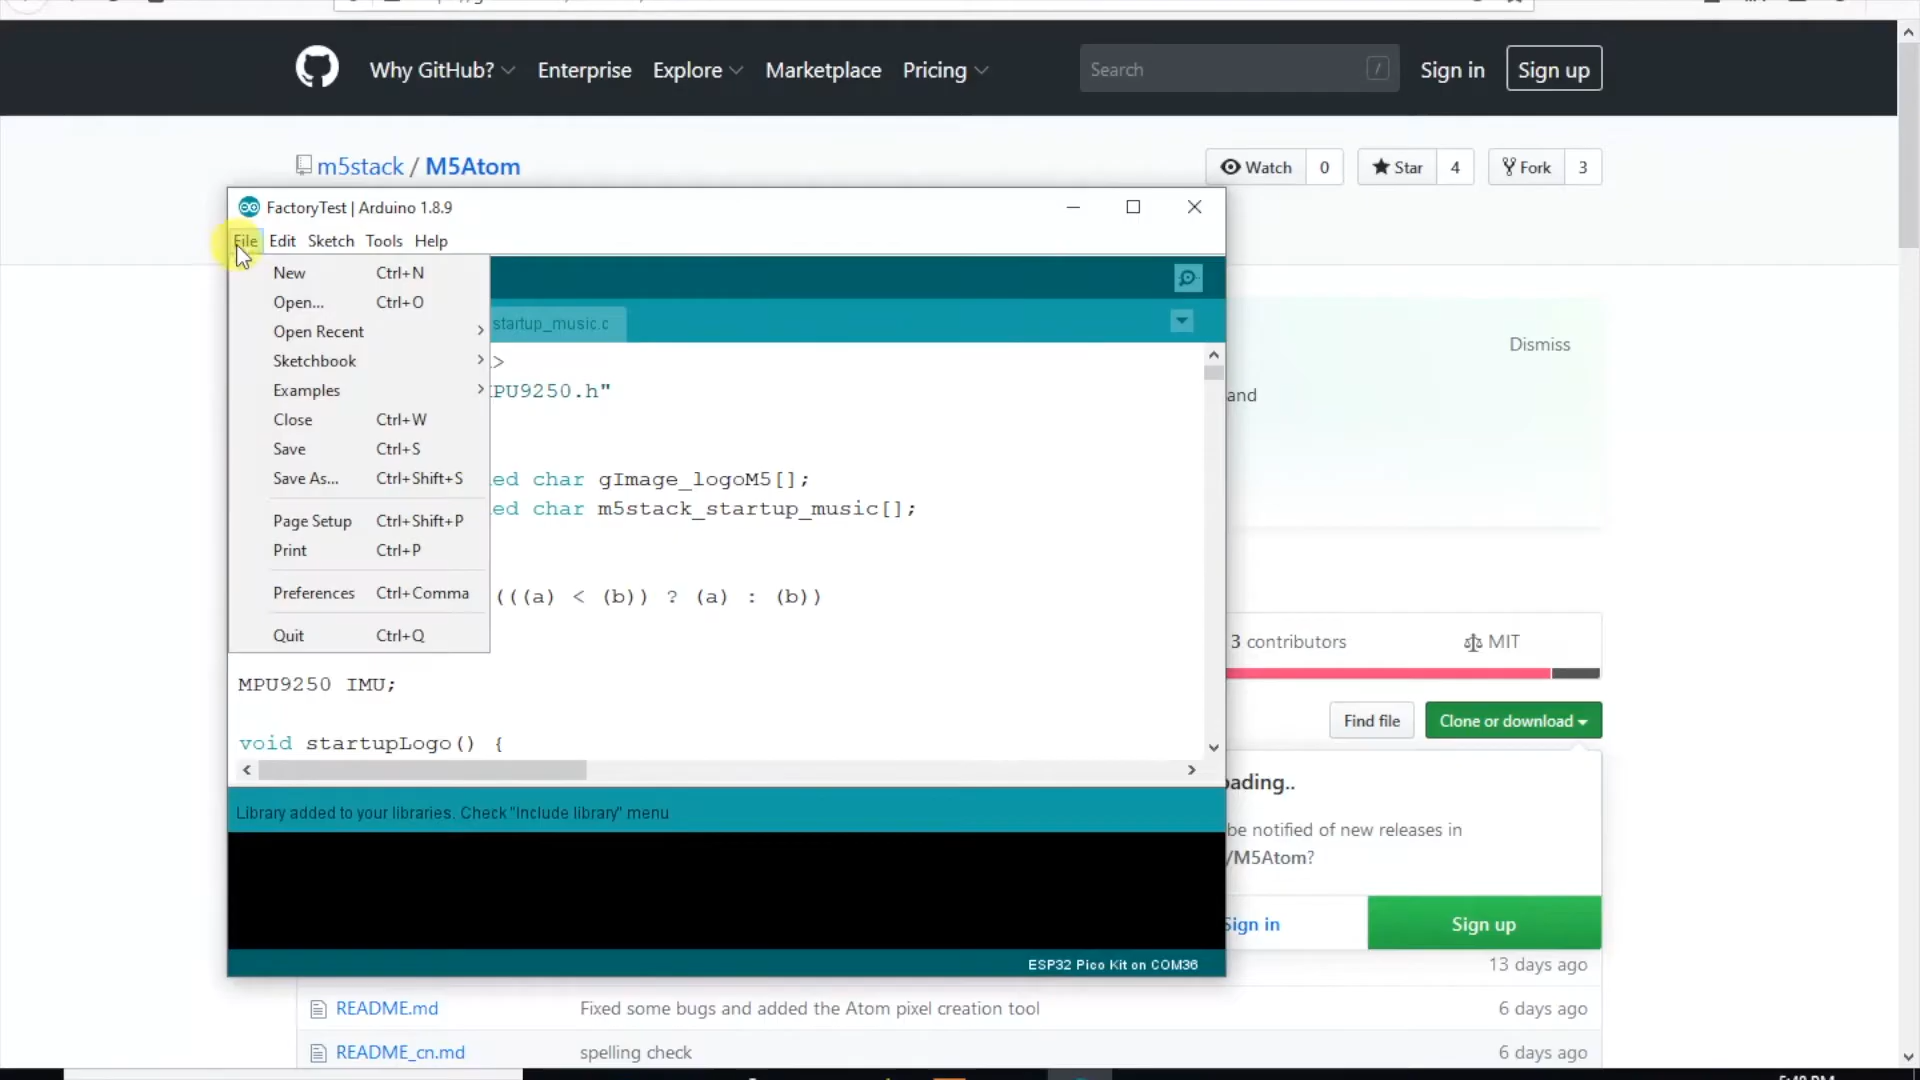 Why GitHub? Enterprise Explore Marketplace Pricing Search / Sign in Sign up
m5stack / M5Atom
Watch 0 Star 4 Fork 3
FactoryTest | Arduino 1.8.9
File Edit Sketch Tools Help
New Ctrl+N
Open... Ctrl+O
Open Recent
Sketchbook
Examples
Close Ctrl+W
Save Ctrl+S
Save As... Ctrl+Shift+S
Page Setup Ctrl+Shift+P
Print Ctrl+P
Preferences Ctrl+Comma
Quit Ctrl+Q
startup_music.c
>
PU9250.h"
ed char gImage_logoM5[];
ed char m5stack_startup_music[];
(((a) < (b)) ? (a) : (b))
MPU9250 IMU;
void startupLogo() {
Library added to your libraries. Check "Include library" menu
ESP32 Pico Kit on COM36
Dismiss
and
3 contributors MIT
Find file Clone or download
ading..
be notified of new releases in
/M5Atom?
Sign in Sign up
13 days ago
README.md Fixed some bugs and added the Atom pixel creation tool 6 days ago
README_cn.md spelling check 6 days ago